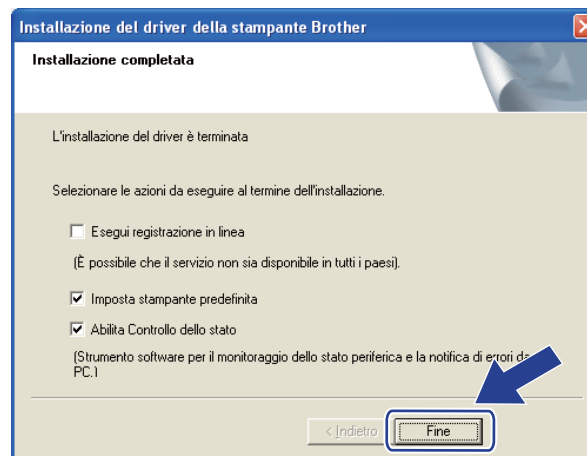 Installazione del driver della stampante Brother
Installazione completata
L'installazione del driver è terminata
Selezionare le azioni da eseguire al termine dell'installazione.
Esegui registrazione in linea
(È possibile che il servizio non sia disponibile in tutti i paesi).
Imposta stampante predefinita
Abilita Controllo dello stato
(Strumento software per il monitoraggio dello stato periferica e la notifica di errori da
PC.)
< Indietro
Fine